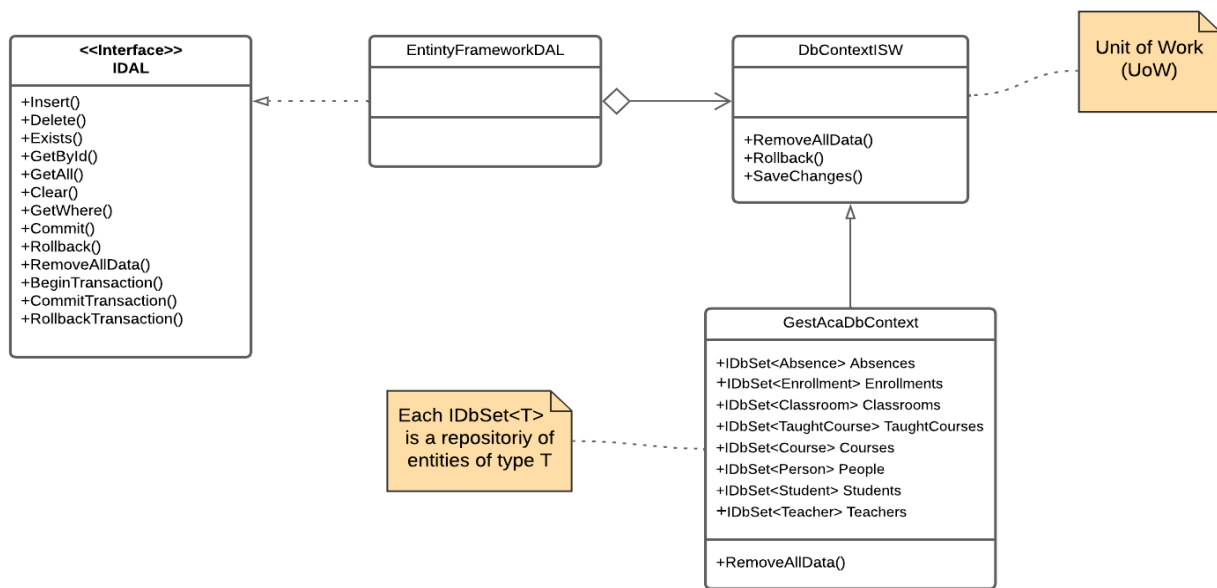 <<Interface>>
IDAL
+Insert()
+Delete()
+Exists()
+GetById()
+GetAll()
+Clear()
+GetWhere()
+Commit()
+Rollback()
+RemoveAllData()
+BeginTransaction()
+CommitTransaction()
+RollbackTransaction()
EntintyFrameworkDAL
DbContextISW
+RemoveAllData()
+Rollback()
+SaveChanges()
Unit of Work
(UoW)
Each IDbSet<T>
is a repositoriy of
entities of type T
GestAcaDbContext
+IDbSet<Absence> Absences
+IDbSet<Enrollment> Enrollments
+IDbSet<Classroom> Classrooms
+IDbSet<TaughtCourse> TaughtCourses
+IDbSet<Course> Courses
+IDbSet<Person> People
+IDbSet<Student> Students
+IDbSet<Teacher> Teachers
+RemoveAllData()